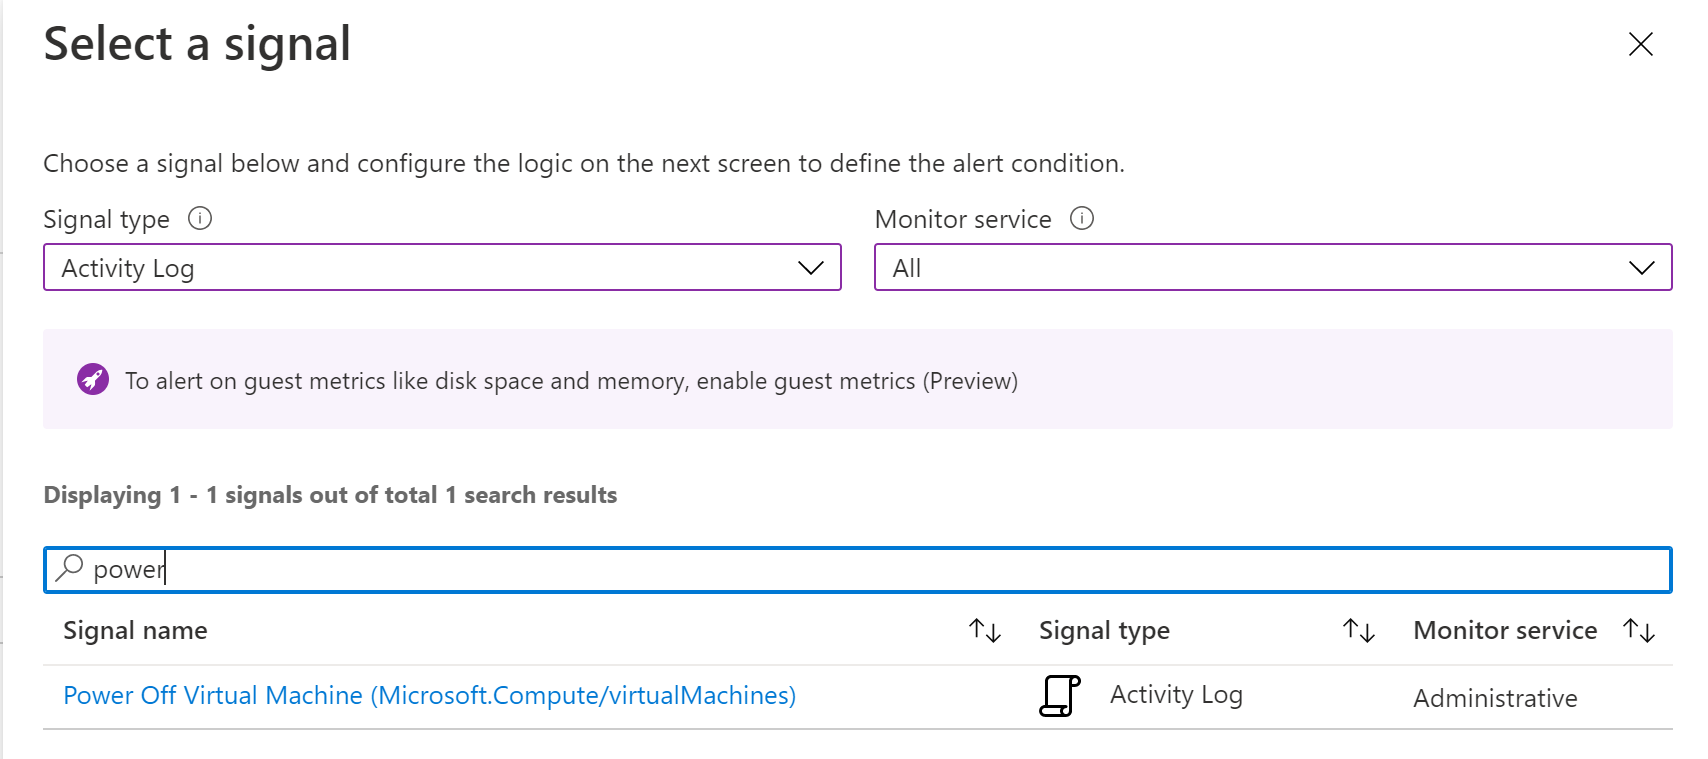 Select a signal
Choose a signal below and configure the logic on the next screen to define the alert condition.
Signal type
Monitor service
Activity Log
All
To alert on guest metrics like disk space and memory, enable guest metrics (Preview)
Displaying 1 - 1 signals out of total 1 search results
power
Signal name
Signal type
Monitor service
Power Off Virtual Machine (Microsoft.Compute/virtualMachines)
Activity Log
Administrative